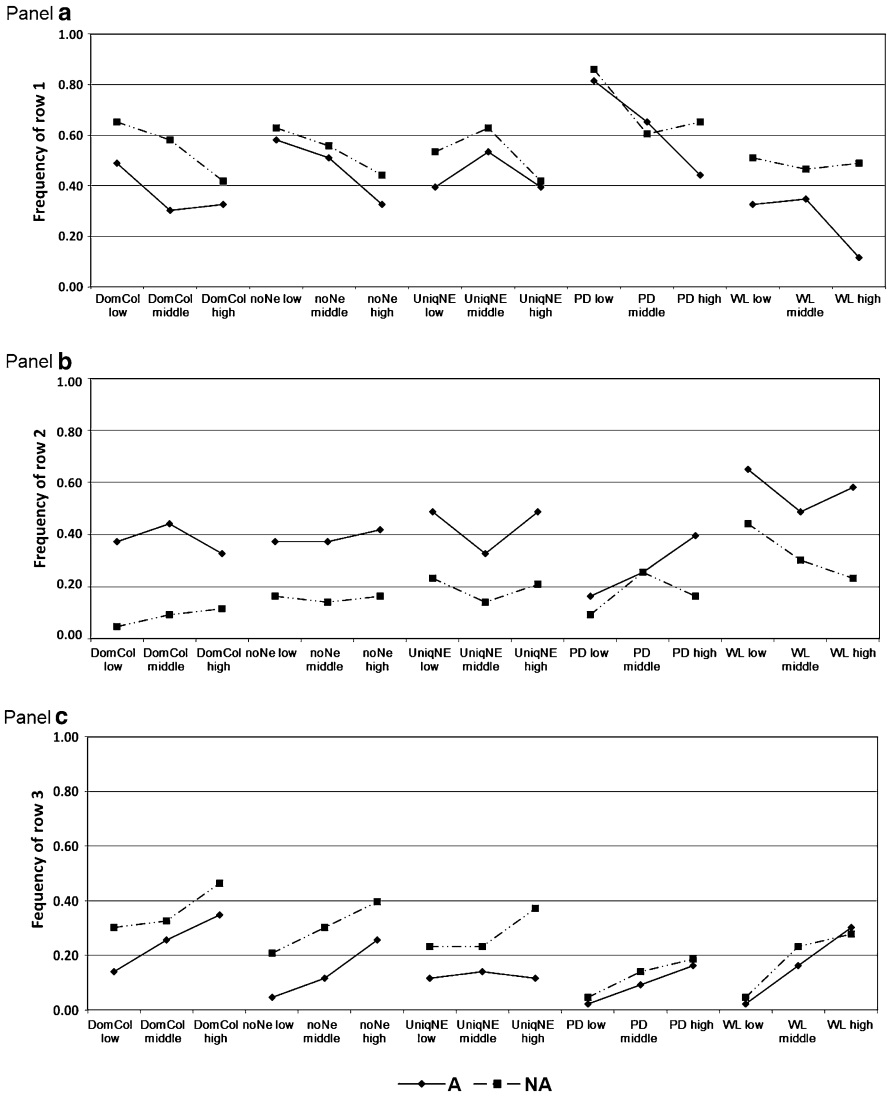 Panel a
Frequency of row 1
1.00
0.80
0.60
0.40
0.20
0.00
DomCol low
DomCol middle
DomCol high
noNe low
noNe middle
noNe high
UniqNE low
UniqNE middle
UniqNE high
PD low
PD middle
PD high
WL low
WL middle
WL high
Panel b
Frequency of row 2
1.00
0.80
0.60
0.40
0.20
0.00
DomCol low
DomCol middle
DomCol high
noNe low
noNe middle
noNe high
UniqNE low
UniqNE middle
UniqNE high
PD low
PD middle
PD high
WL low
WL middle
WL high
Panel c
Fequency of row 3
1.00
0.80
0.60
0.40
0.20
0.00
DomCol low
DomCol middle
DomCol high
noNe low
noNe middle
noNe high
UniqNE low
UniqNE middle
UniqNE high
PD low
PD middle
PD high
WL low
WL middle
WL high
A
NA